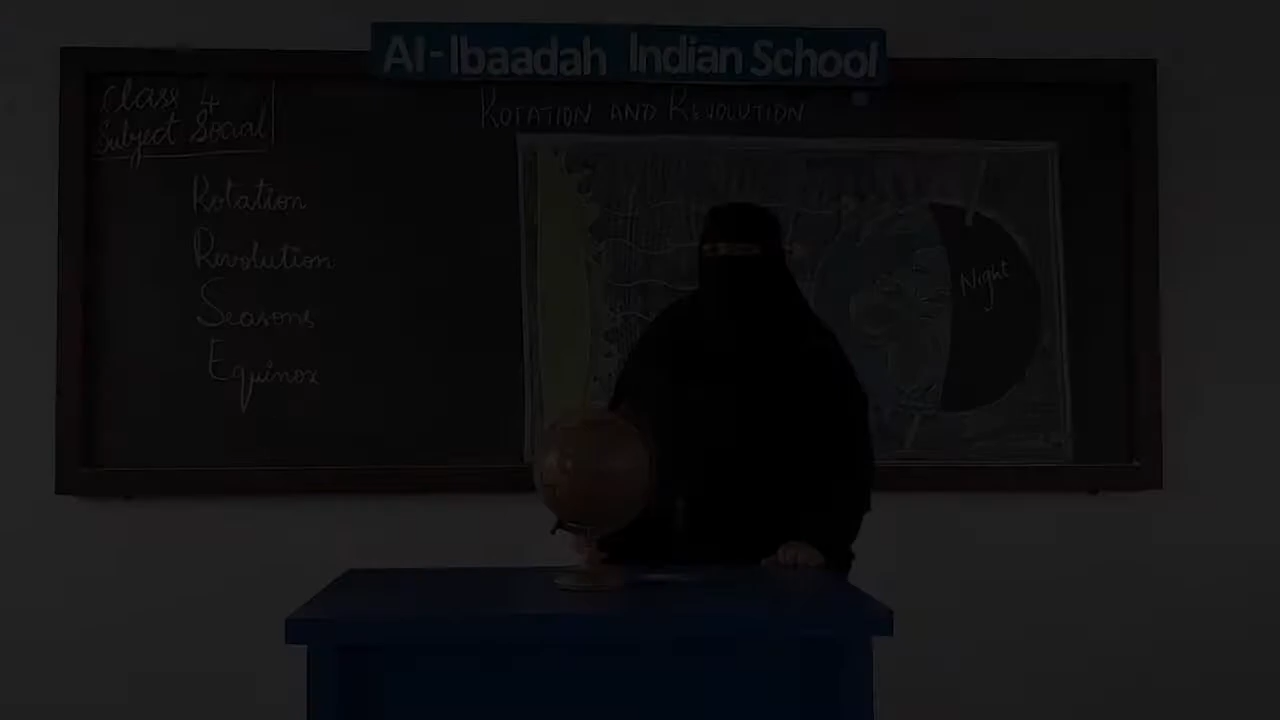 Al-Ibaadah Indian School
Class 4
Subject Social
ROTATION AND REVOLUTION
Rotation
Revolution
Seasons
Equinox
Night